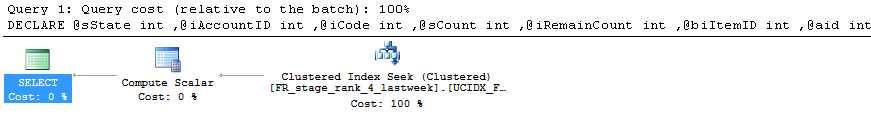 Query 1: Query cost (relative to the batch): 100%
DECLARE @sState int ,@iAccountID int ,@iCode int ,@sCount int ,@iRemainCount int ,@biItemID int ,@aid int
SELECT
Cost: 0 %
Compute Scalar
Cost: 0 %
Clustered Index Seek (Clustered)
[FR_stage_rank_4_lastweek].[UCIDX_F…
Cost: 100 %